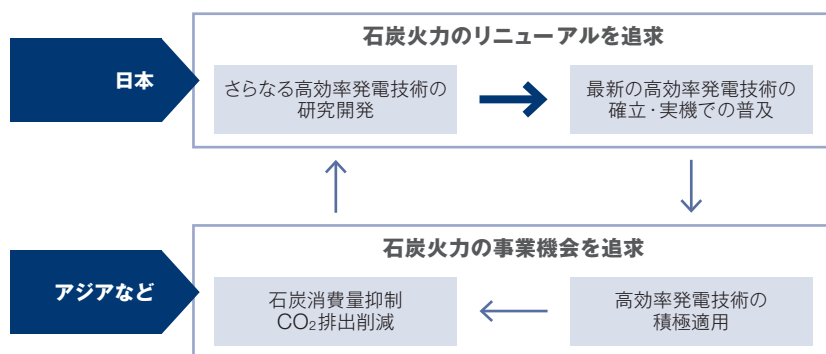 石炭火力のリニューアルを追求
日本
さらなる高効率発電技術の
研究開発
最新の高効率発電技術の
確立・実機での普及
石炭火力の事業機会を追求
アジアなど
石炭消費量抑制
CO₂排出削減
高効率発電技術の
積極適用